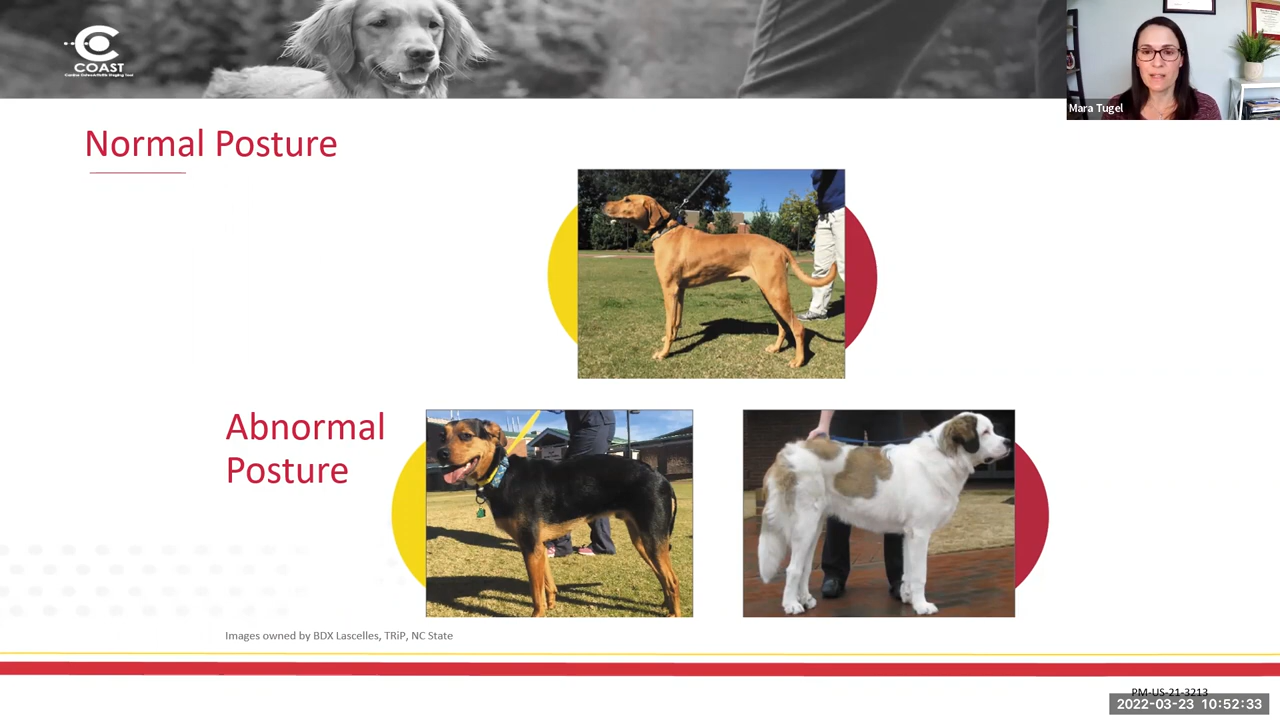 COAST
Canine OsteoArthritis Staging Tool
Mara Tugel
Normal Posture
Abnormal
Posture
Images owned by BDX Lascelles, TRiP, NC State
PM-US-21-3213
2022-03-23 10:52:33